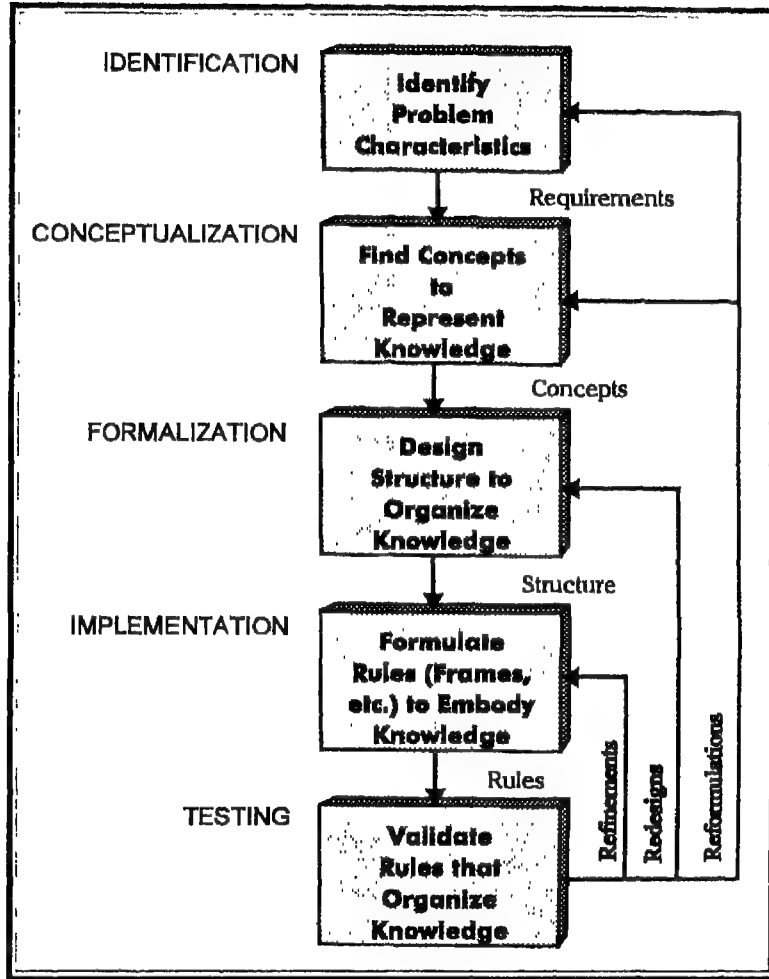 IDENTIFICATION
Identify
Problem
Characteristics
Requirements
CONCEPTUALIZATION
Find Concepts
to
Represent
Knowledge
Concepts
FORMALIZATION
Design
Structure to
Organize
Knowledge
Structure
IMPLEMENTATION
Formulate
Rules (Frames,
etc.) to Embody
Knowledge
Rules
TESTING
Validate
Rules that
Organize
Knowledge
Refinements
Redesigns
Reformulations